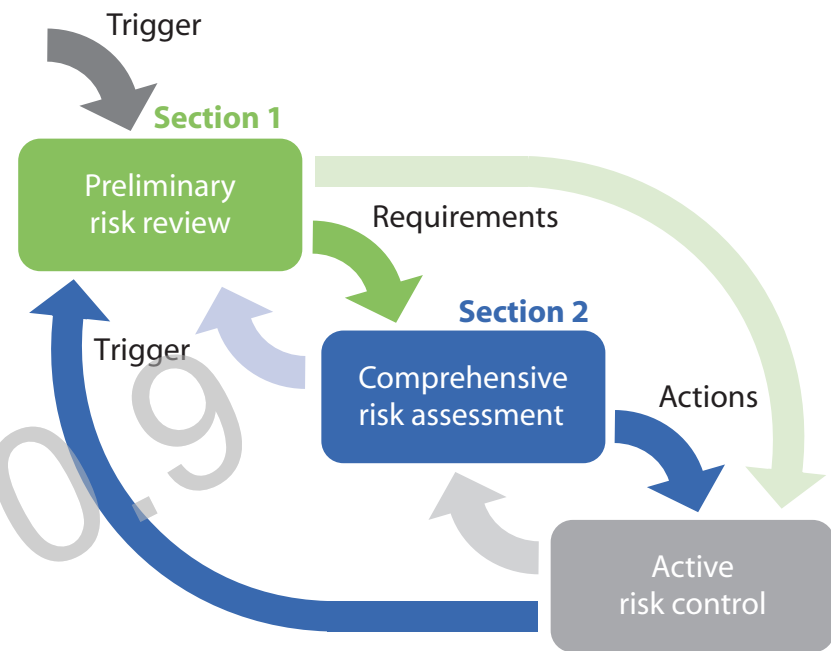 Trigger
Section 1
Preliminary
risk review
Requirements
Section 2
Trigger
Comprehensive
risk assessment
Actions
0.9
Active
risk control